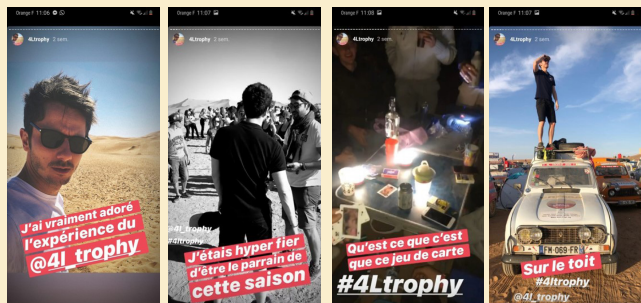 Orange F 11:06
4Ltrophy 2 sem.
J'ai vraiment adoré
l'expérience du
@4l_trophy
Orange F 11:07
4Ltrophy 2 sem.
@4l_trophy
#4ltrophy
J'étais hyper fier
d'être le parrain de
cette saison
Orange F 11:08
4Ltrophy 2 sem.
Qu'est ce que c'est
que ce jeu de carte
#4Ltrophy
Orange F 11:07
4Ltrophy 2 sem.
FM-069-FR
Sur le toit
#4ltrophy
@4l_trophy